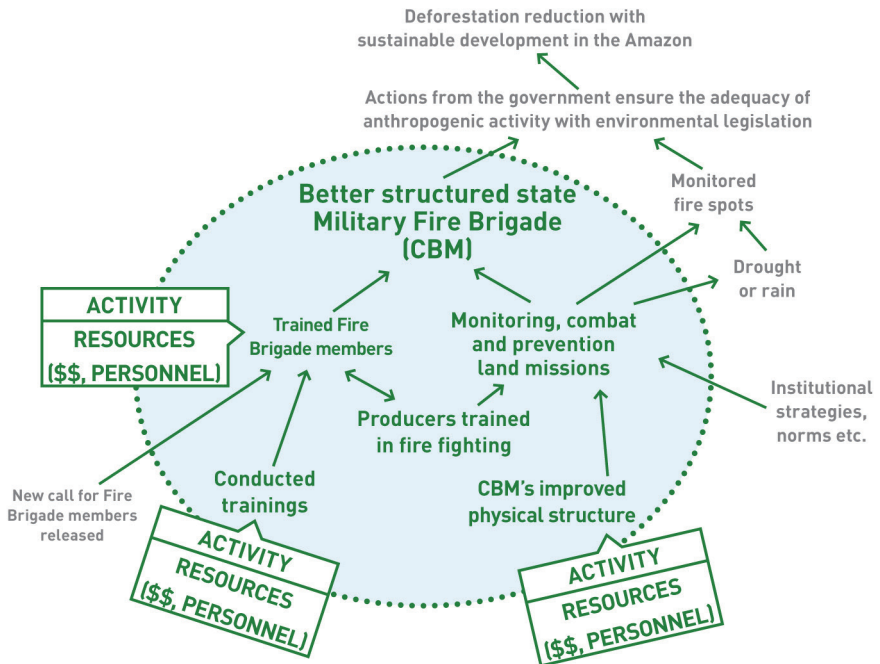 Deforestation reduction with
sustainable development in the Amazon
Actions from the government ensure the adequacy of
anthropogenic activity with environmental legislation
Better structured state
Military Fire Brigade
(CBM)
Monitored
fire spots
Drought
or rain
ACTIVITY
RESOURCES
($$, PERSONNEL)
Trained Fire
Brigade members
Monitoring, combat
and prevention
land missions
Institutional
strategies,
norms etc.
Producers trained
in fire fighting
New call for Fire
Brigade members
released
Conducted
trainings
CBM's improved
physical structure
ACTIVITY
RESOURCES
($$, PERSONNEL)
ACTIVITY
RESOURCES
($$, PERSONNEL)